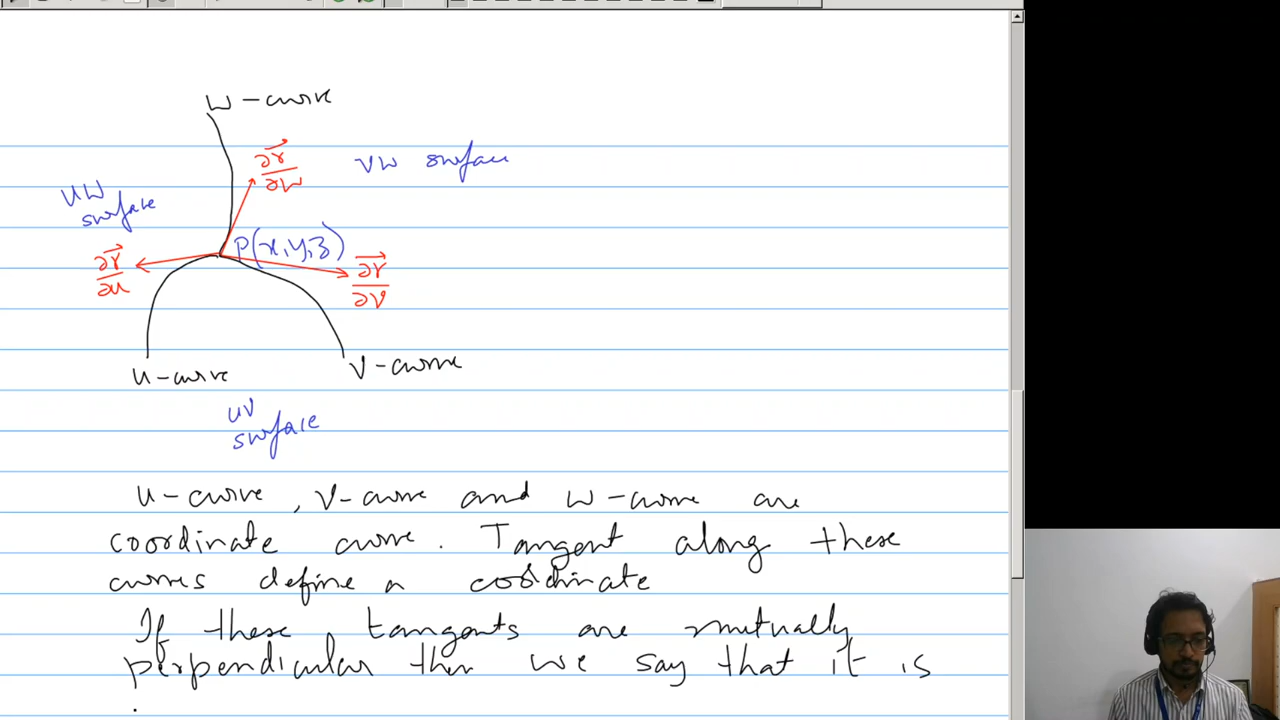 W-curve
∂r⃗/∂w
VW surface
UW
surface
P(x,y,z)
∂r⃗/∂u
∂r⃗/∂v
u-curve
V-curve
uv
surface
u-curve, V-curve and w-curve are
coordinate curve. Tangent along these
curves define a coordinate
If these tangents are mutually
perpendicular then we say that it is